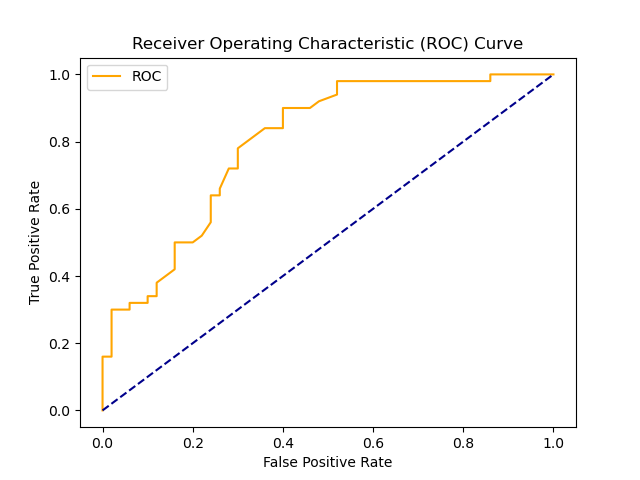 Receiver Operating Characteristic (ROC) Curve
ROC
1.0
0.8
0.6
0.4
0.2
0.0
True Positive Rate
0.0 0.2 0.4 0.6 0.8 1.0
False Positive Rate